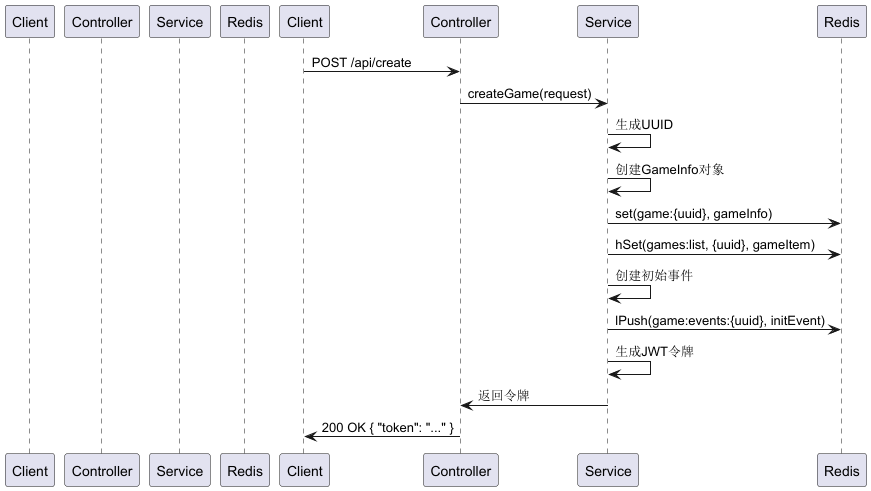 Client Controller Service Redis Client Controller Service Redis
POST /api/create
createGame(request)
生成UUID
创建GameInfo对象
set(game:{uuid}, gameInfo)
hSet(games:list, {uuid}, gameItem)
创建初始事件
lPush(game:events:{uuid}, initEvent)
生成JWT令牌
返回令牌
200 OK { "token": "..." }
Client Controller Service Redis Client Controller Service Redis